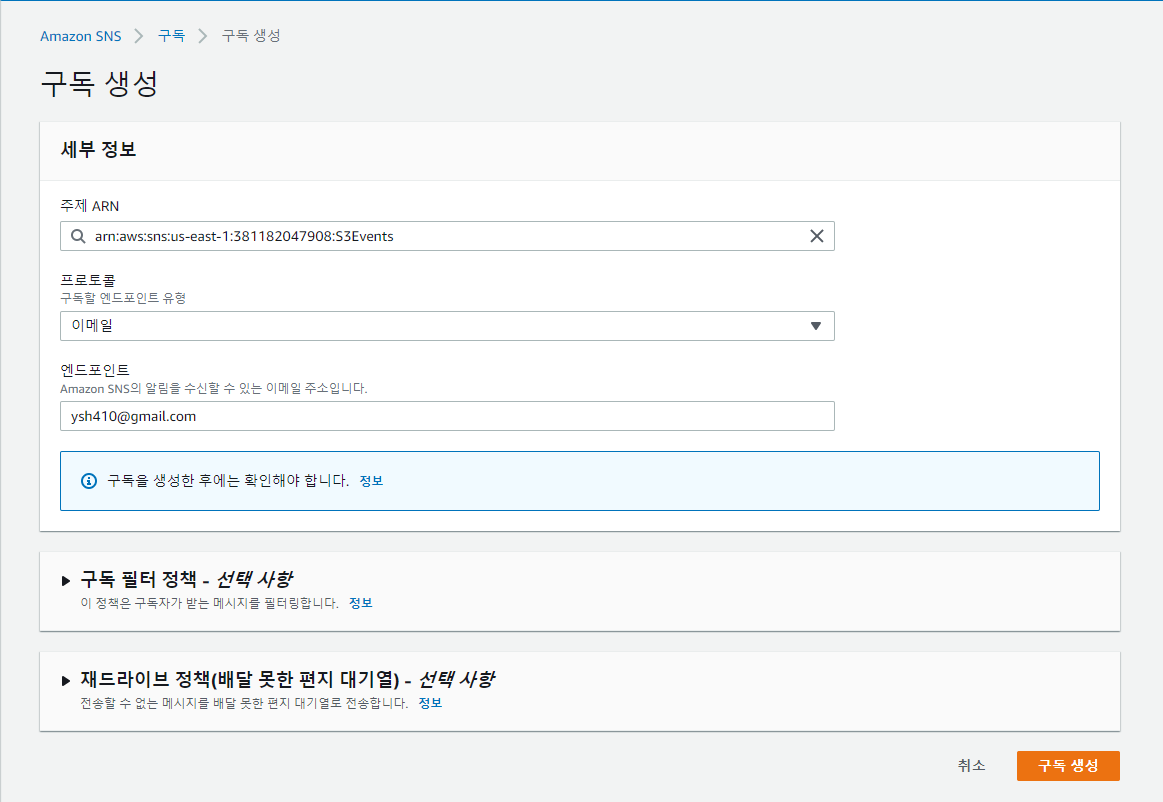 Amazon SNS > 구독 > 구독 생성
구독 생성
세부 정보
주제 ARN
arn:aws:sns:us-east-1:381182047908:S3Events
프로토콜
구독할 엔드포인트 유형
이메일
엔드포인트
Amazon SNS의 알림을 수신할 수 있는 이메일 주소입니다.
ysh410@gmail.com
구독을 생성한 후에는 확인해야 합니다. 정보
구독 필터 정책 - 선택 사항
이 정책은 구독자가 받는 메시지를 필터링합니다. 정보
재드라이브 정책(배달 못한 편지 대기열) - 선택 사항
전송할 수 없는 메시지를 배달 못한 편지 대기열로 전송합니다. 정보
취소 구독 생성